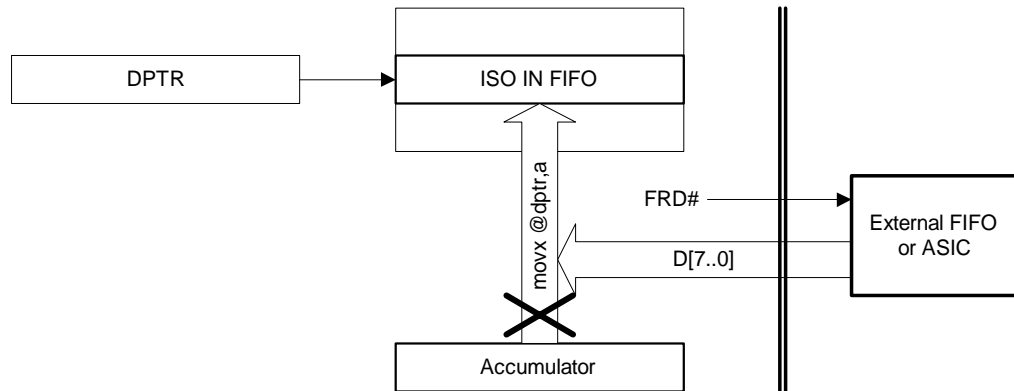 DPTR
ISO IN FIFO
movx @dptr,a
FRD#
External FIFO
or ASIC
D[7..0]
Accumulator